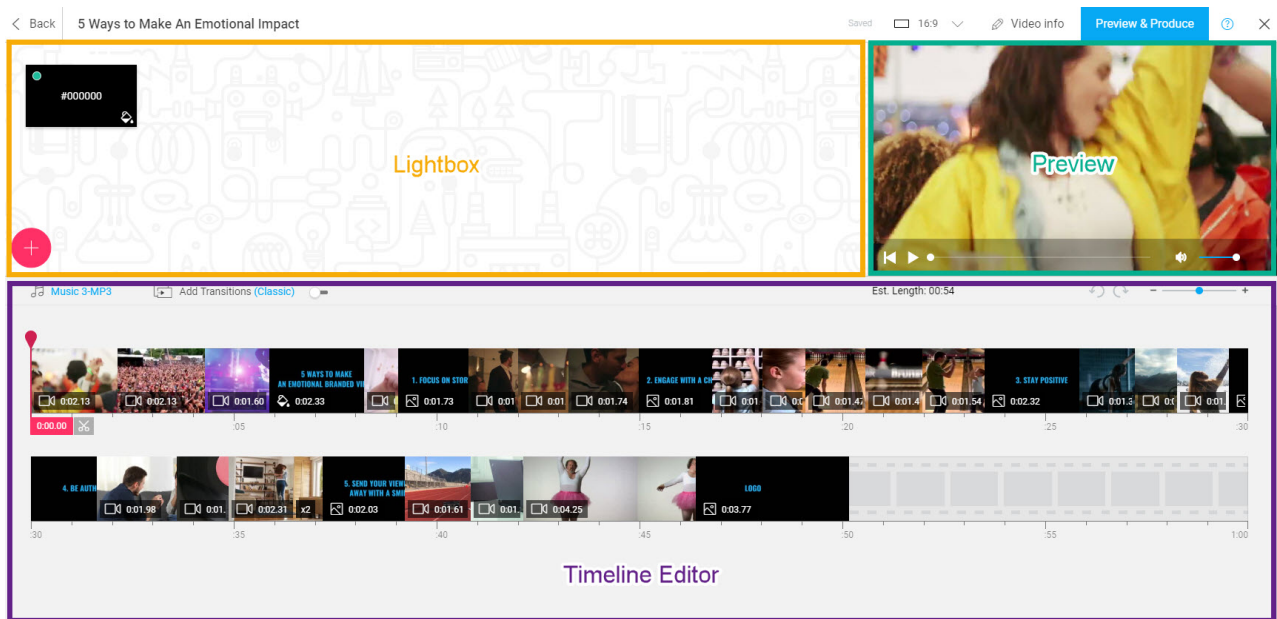 Back 5 Ways to Make An Emotional Impact Saved 16:9 Video info Preview & Produce ?
#000000
Lightbox
Preview
Music 3-MP3 Add Transitions (Classic) Est. Length: 00:54 - +
5 WAYS TO MAKE
AN EMOTIONAL BRANDED VI
1. FOCUS ON STOR
2. ENGAGE WITH A CH
3. STAY POSITIVE
0:02.13 0:02.13 0:01.60 0:02.33 0:01.73 0:01 0:01 0:01.74 0:01.81 0:01 0:0 0:01.47 0:01.4 0:01.54 0:02.32 0:01.3 0:0 0:01.
0:00.00 :05 :10 :15 :20 :25 :30
4. BE AUTH
5. SEND YOUR VIEW
AWAY WITH A SMI
LOGO
0:01.98 0:01. 0:02.31 x2 0:02.03 0:01.61 0:01. 0:04.25 0:03.77
:30 :35 :40 :45 :50 :55 1:00
Timeline Editor